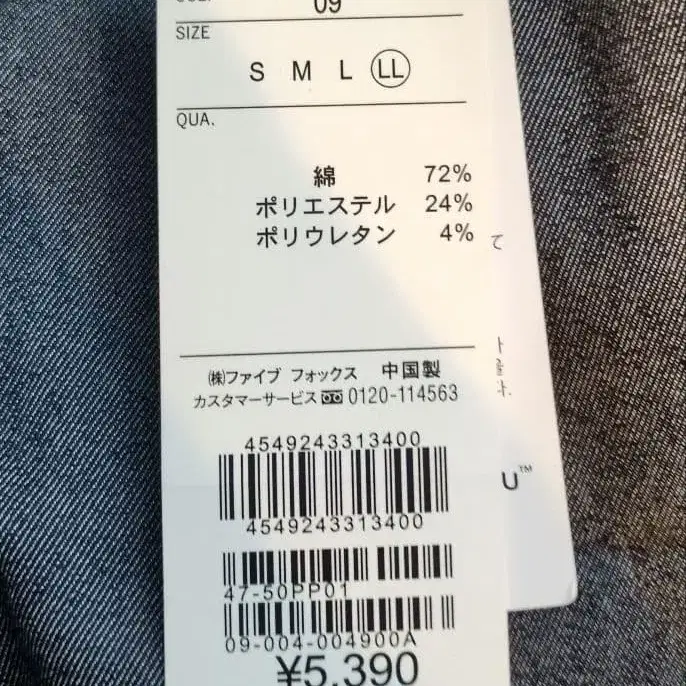 09
SIZE
S M L LL
QUA.
綿 72%
ポリエステル 24%
ポリウレタン 4%
㈱ファイブ フォックス 中国製
カスタマーサービス 0120-114563
4549243313400
4549243313400
47-50PP01
09-004-004900A
¥5,390
て
U™